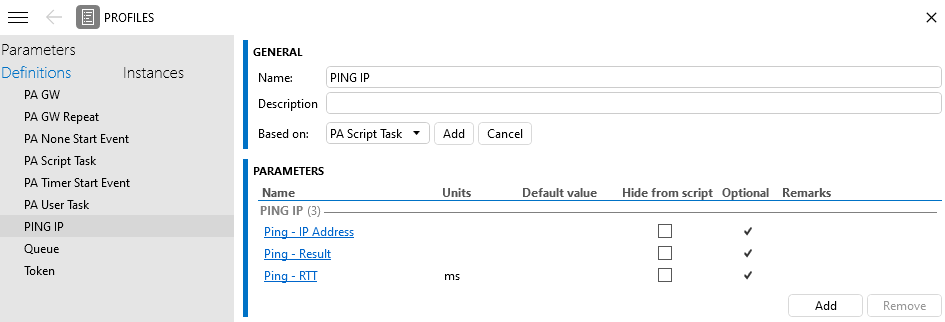 PROFILES
Parameters
Definitions Instances
PA GW
PA GW Repeat
PA None Start Event
PA Script Task
PA Timer Start Event
PA User Task
PING IP
Queue
Token
GENERAL
Name: PING IP
Description
Based on: PA Script Task Add Cancel
PARAMETERS
Name Units Default value Hide from script Optional Remarks
PING IP (3)
Ping - IP Address
Ping - Result
Ping - RTT ms
Add Remove